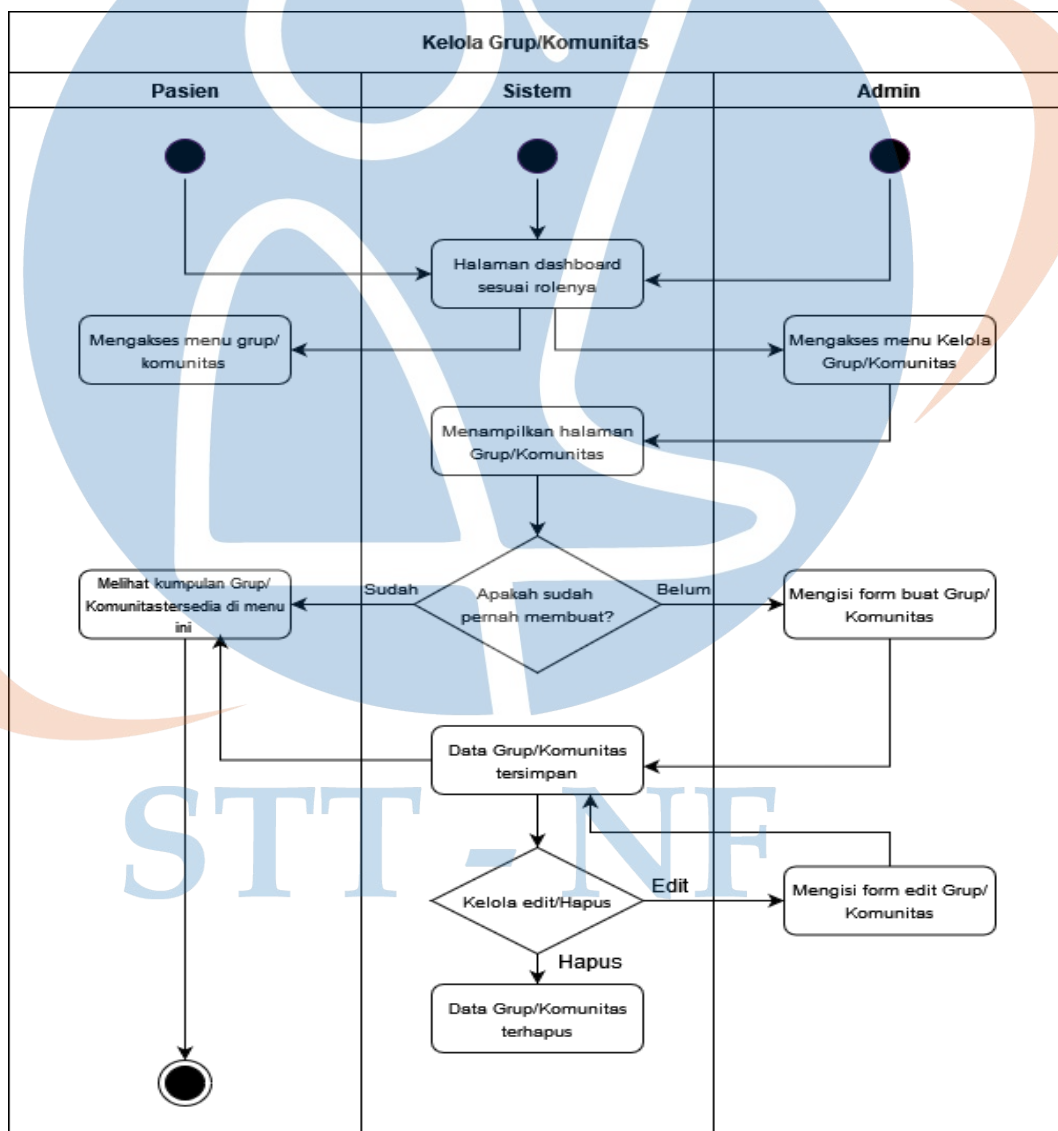 Kelola Grup/Komunitas
Pasien
Sistem
Admin
Halaman dashboard
sesuai rolenya
Mengakses menu grup/
komunitas
Mengakses menu Kelola
Grup/Komunitas
Menampilkan halaman
Grup/Komunitas
Melihat kumpulan Grup/
Komunitastersedia di menu
ini
Sudah
Apakah sudah
pernah membuat?
Belum
Mengisi form buat Grup/
Komunitas
Data Grup/Komunitas
tersimpan
STT - NF
Kelola edit/Hapus
Edit
Mengisi form edit Grup/
Komunitas
Hapus
Data Grup/Komunitas
terhapus